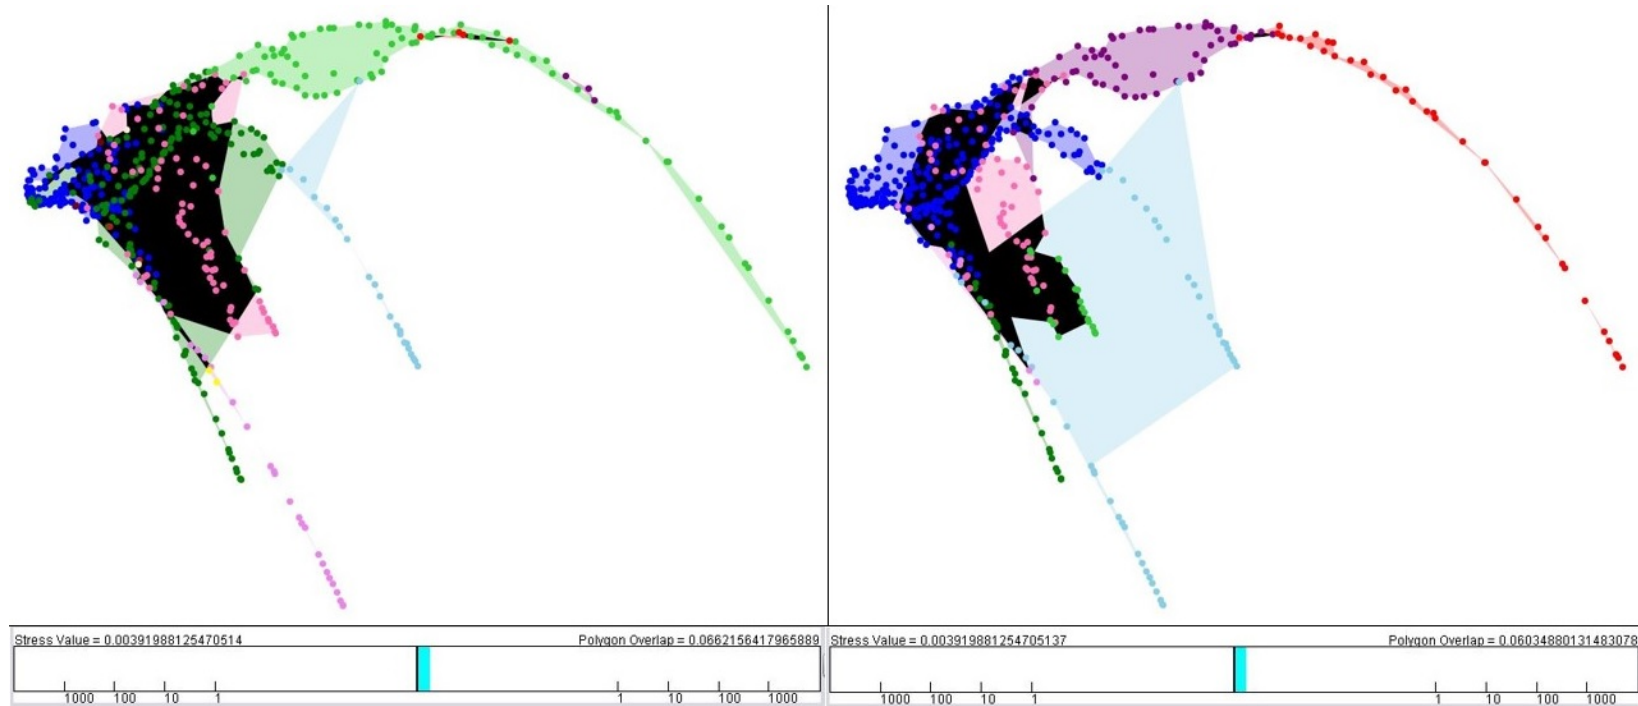 Stress Value = 0.00391988125470514 Polygon Overlap = 0.0662156417965889
1000 100 10 1 1 10 100 1000
Stress Value = 0.003919881254705137 Polygon Overlap = 0.06034880131483078
1000 100 10 1 1 10 100 1000